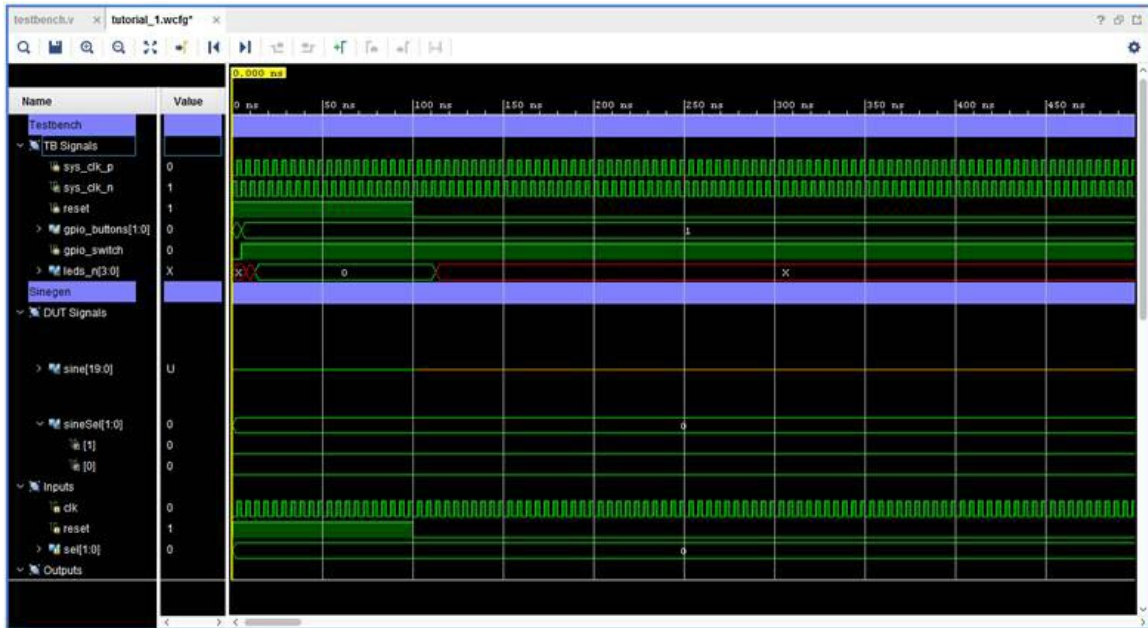 testbench.v × tutorial_1.wcfg* ×
0.000 ns
Name Value 0 ns 50 ns 100 ns 150 ns 200 ns 250 ns 300 ns 350 ns 400 ns 450 ns
Testbench
TB Signals
sys_clk_p 0
sys_clk_n 1
reset 1
gpio_buttons[1:0] 0 1
gpio_switch 0
leds_n[3:0] X X 0 X
Sinegen
DUT Signals
sine[19:0] U
sineSel[1:0] 0 0
[1] 0
[0] 0
Inputs
clk 0
reset 1
sel[1:0] 0 0
Outputs